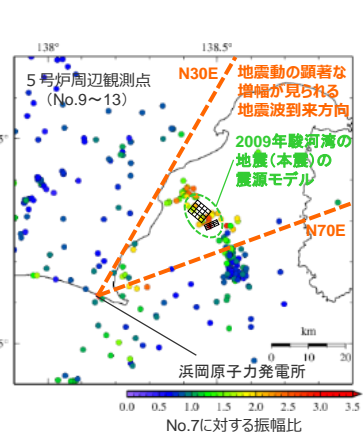 138°
138.5°
5号炉周辺観測点
（No.9～13）
N30E
地震動の顕著な
増幅が見られる
地震波到来方向
2009年駿河湾の
地震（本震）の
震源モデル
N70E
5°
5°
km
0 10 20
浜岡原子力発電所
0.0 0.5 1.0 1.5 2.0 2.5 3.0 3.5
No.7に対する振幅比